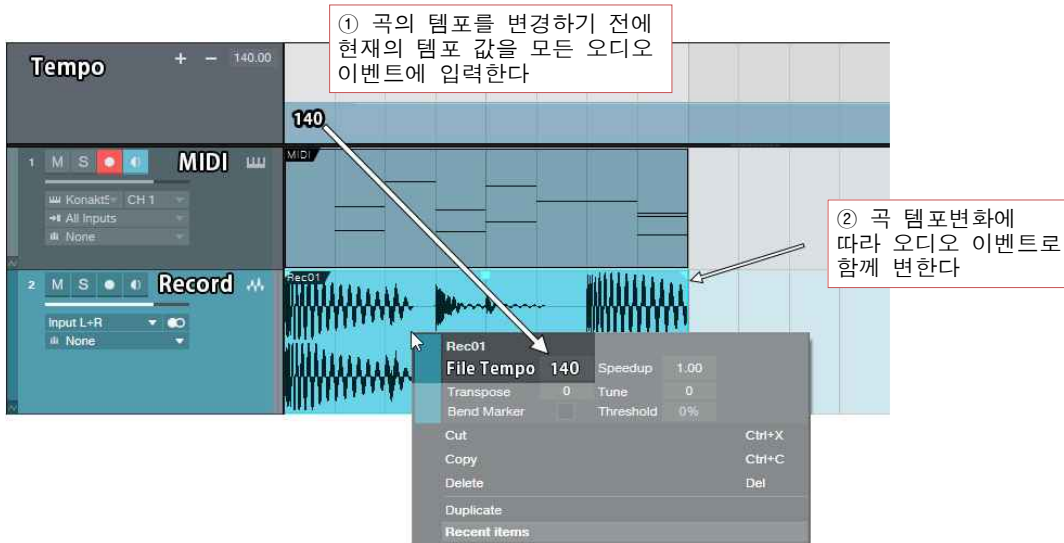 ① 곡의 템포를 변경하기 전에
현재의 템포 값을 모든 오디오
이벤트에 입력한다
Tempo + − 140.00
140
1 M S MIDI
MIDI
KonaktS CH 1
All Inputs
None
② 곡 템포변화에
따라 오디오 이벤트로
함께 변한다
2 M S Record
Rec01
Input L+R
None
Rec01
File Tempo 140 Speedup 1.00
Transpose 0 Tune 0
Bend Marker Threshold 0%
Cut Ctrl+X
Copy Ctrl+C
Delete Del
Duplicate
Recent items